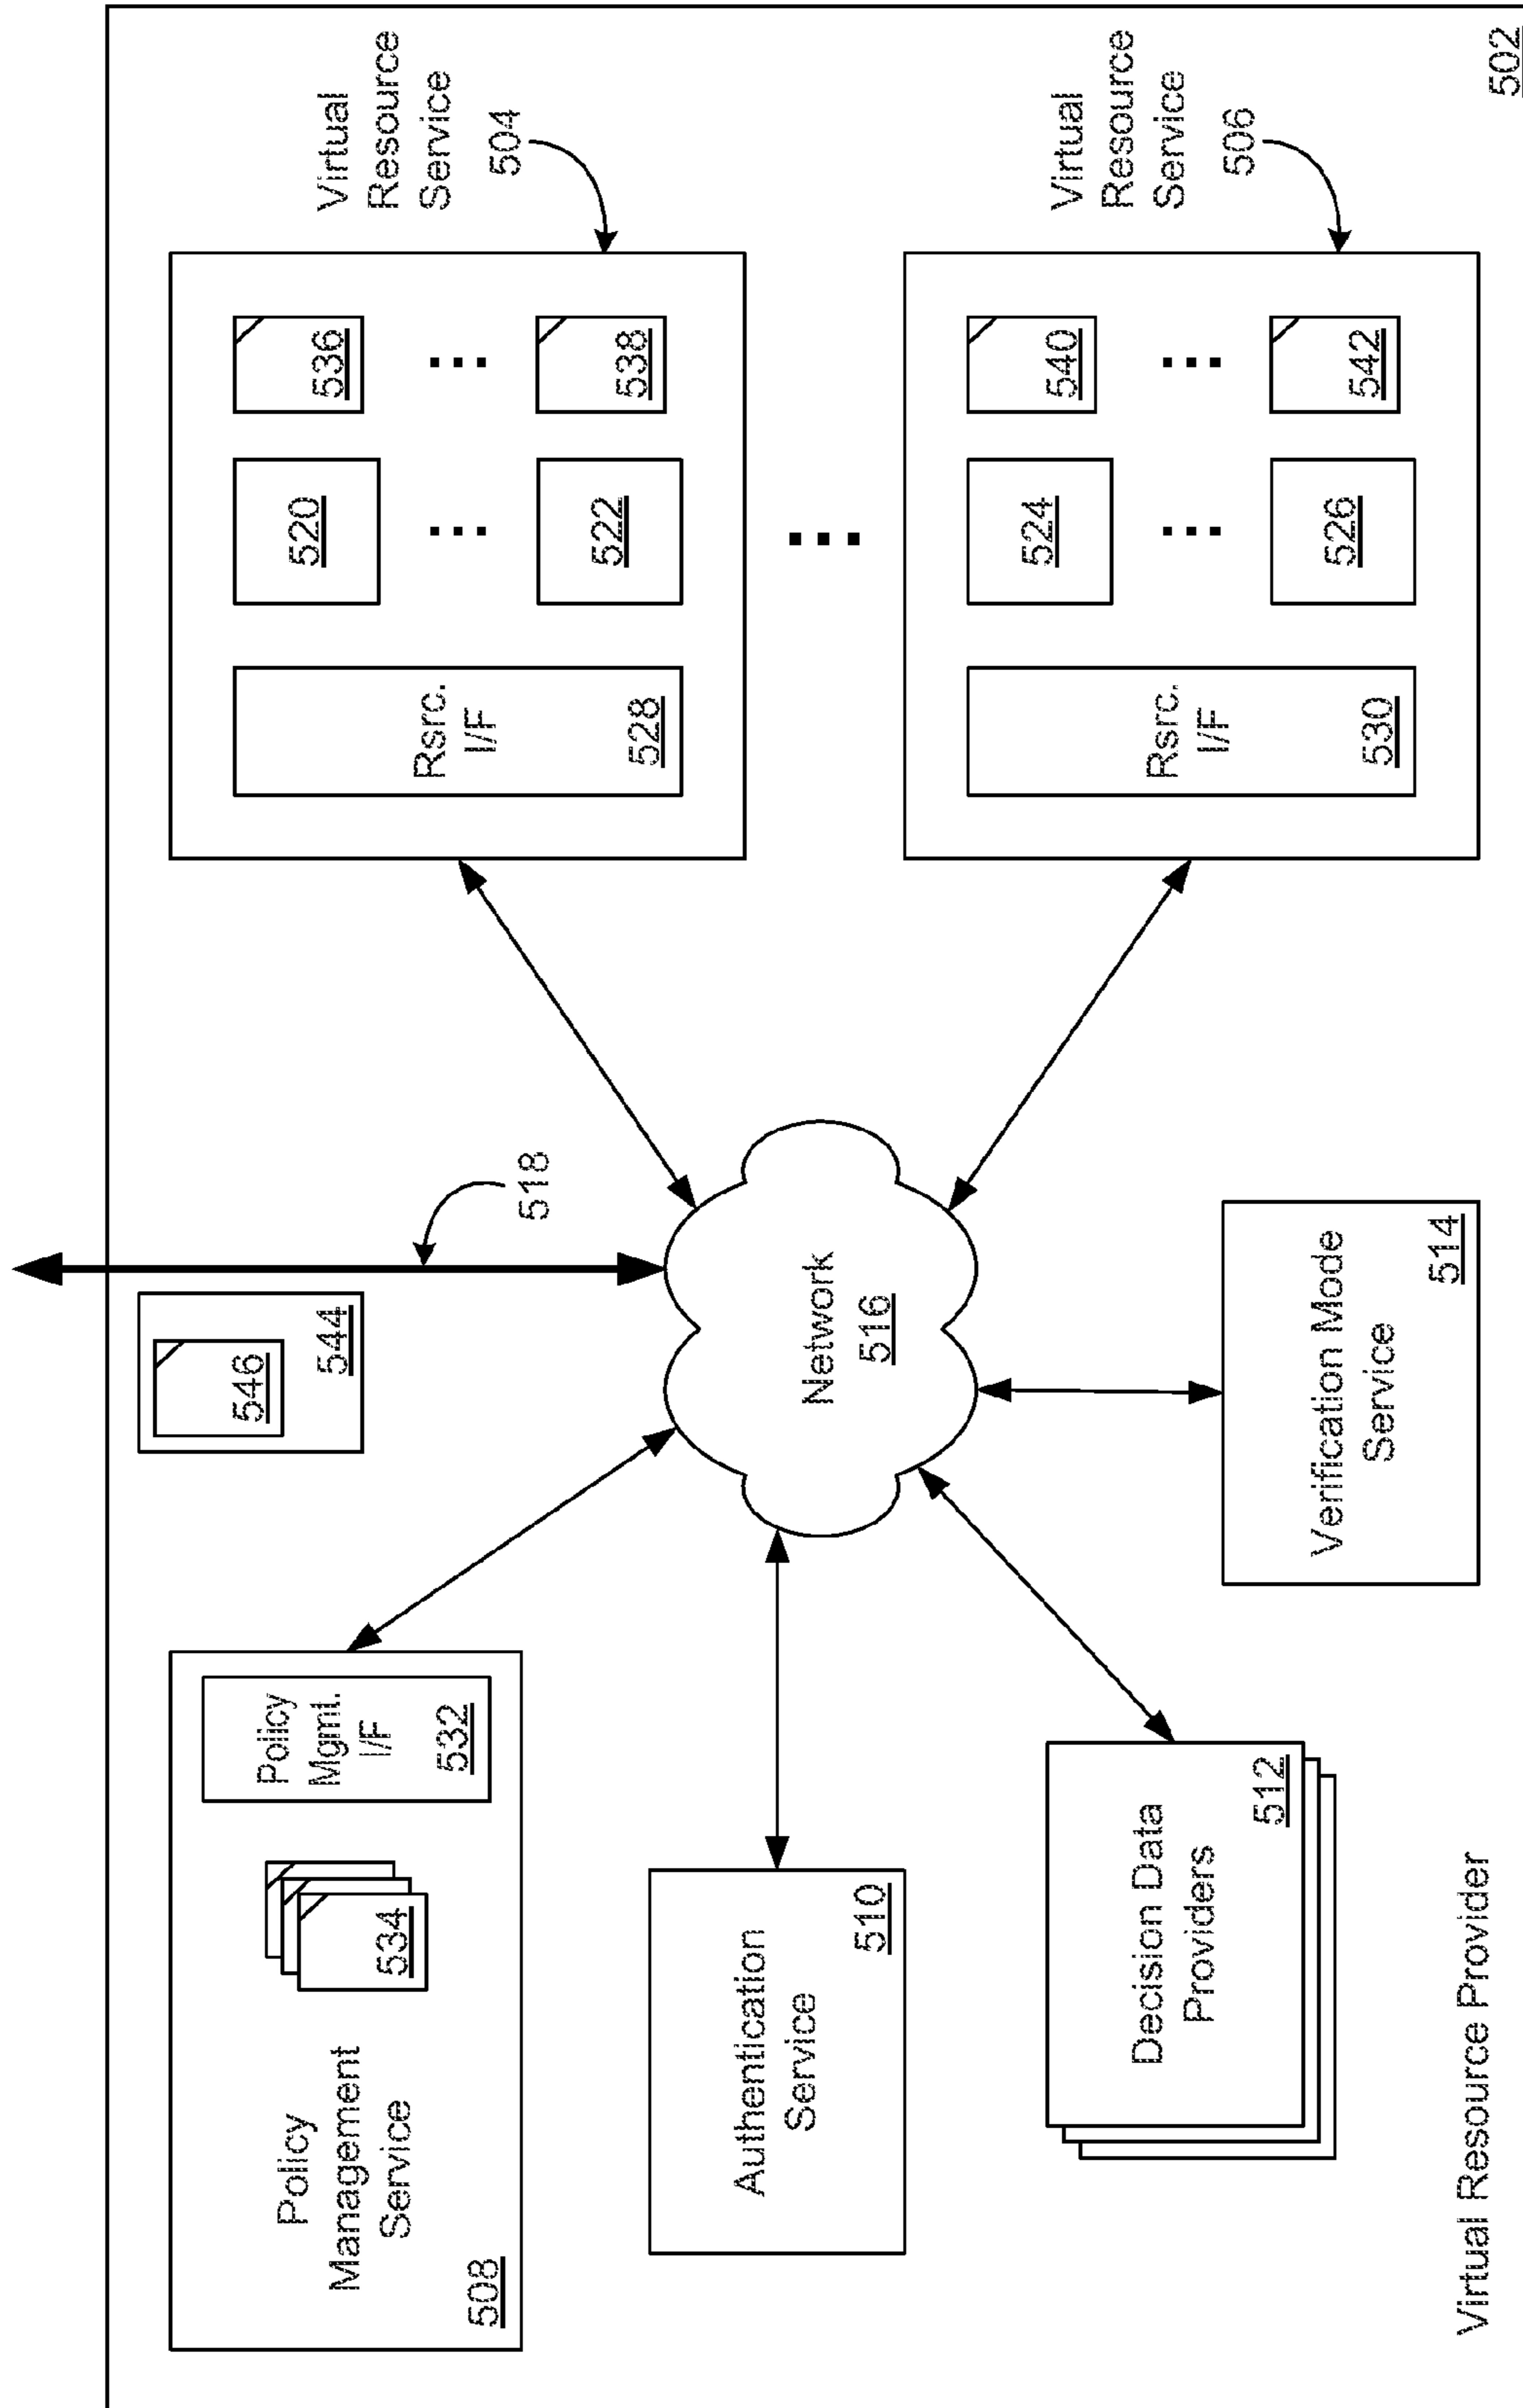 Policy
Management
Service
508
Policy
Mgmt.
I/F
532
534
546
544
518
Virtual
Resource
Service
504
536
538
520
522
Rsrc.
I/F
528
Authentication
Service
510
Network
516
Decision Data
Providers
512
Verification Mode
Service
514
Virtual
Resource
Service
506
540
542
524
526
Rsrc.
I/F
530
Virtual Resource Provider
502